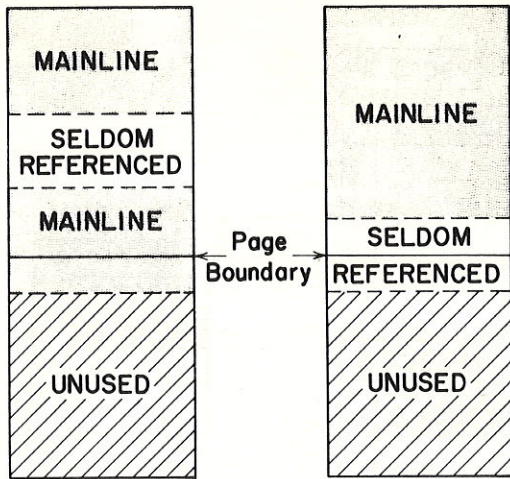 MAINLINE
SELDOM
REFERENCED
MAINLINE
UNUSED
Page
Boundary
MAINLINE
SELDOM
REFERENCED
UNUSED